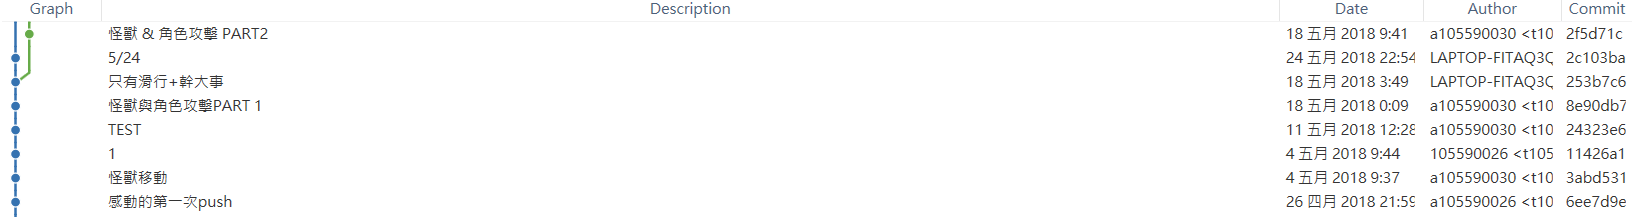 Graph Description Date Author Commit
怪獸 & 角色攻擊 PART2 18 五月 2018 9:41 a105590030 <t10 2f5d71c
5/24 24 五月 2018 22:54 LAPTOP-FITAQ3Q 2c103ba
只有滑行+幹大事 18 五月 2018 3:49 LAPTOP-FITAQ3Q 253b7c6
怪獸與角色攻擊PART 1 18 五月 2018 0:09 a105590030 <t10 8e90db7
TEST 11 五月 2018 12:28 a105590030 <t10 24323e6
1 4 五月 2018 9:44 105590026 <t105 11426a1
怪獸移動 4 五月 2018 9:37 a105590030 <t10 3abd531
感動的第一次push 26 四月 2018 21:59 a105590026 <t10 6ee7d9e